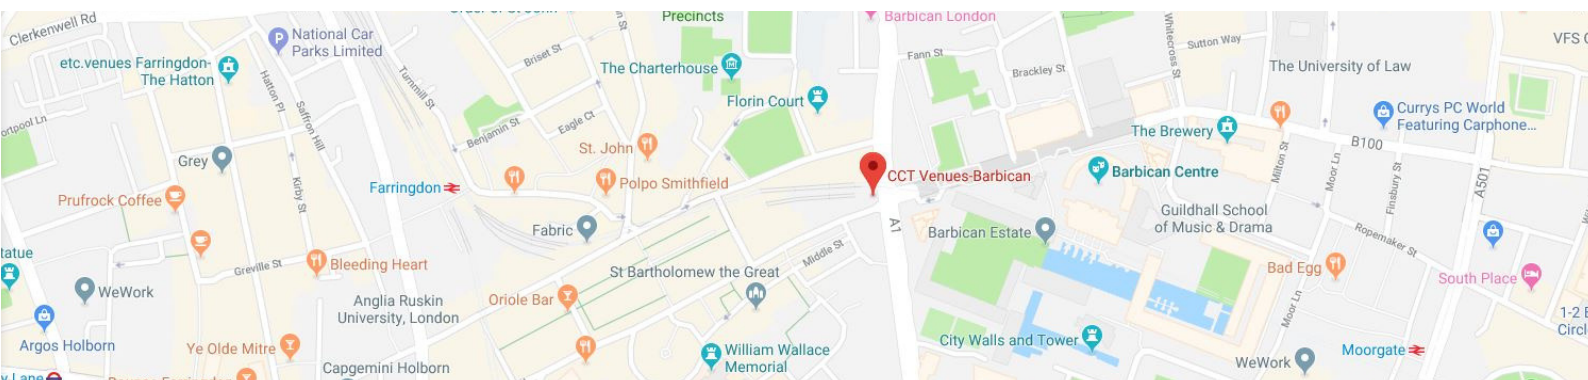 Clerkenwell Rd
National Car
Parks Limited
Precincts
Barbican London
Whitecross St
Sutton Way
VFS
etc.venues Farringdon-
The Hatton
Briset St
Fann St
The Charterhouse
Brackley St
The University of Law
Turnmill St
Hatton Pl
Saffron Hill
Florin Court
Currys PC World
Featuring Carphone...
Benjamin St
Eagle Ct
The Brewery
B100
St. John
Grey
Farringdon
Polpo Smithfield
CCT Venues-Barbican
Barbican Centre
Milton St
Moor Ln
Finsbury St
A501
Kirby St
Prufrock Coffee
Guildhall School
of Music & Drama
Fabric
A1
Barbican Estate
Ropemaker St
Middle St
Greville St
Bleeding Heart
St Bartholomew the Great
Bad Egg
South Place
WeWork
Anglia Ruskin
University, London
Oriole Bar
Moor Ln
Argos Holborn
Ye Olde Mitre
City Walls and Tower
William Wallace
Memorial
Moorgate
WeWork
Capgemini Holborn